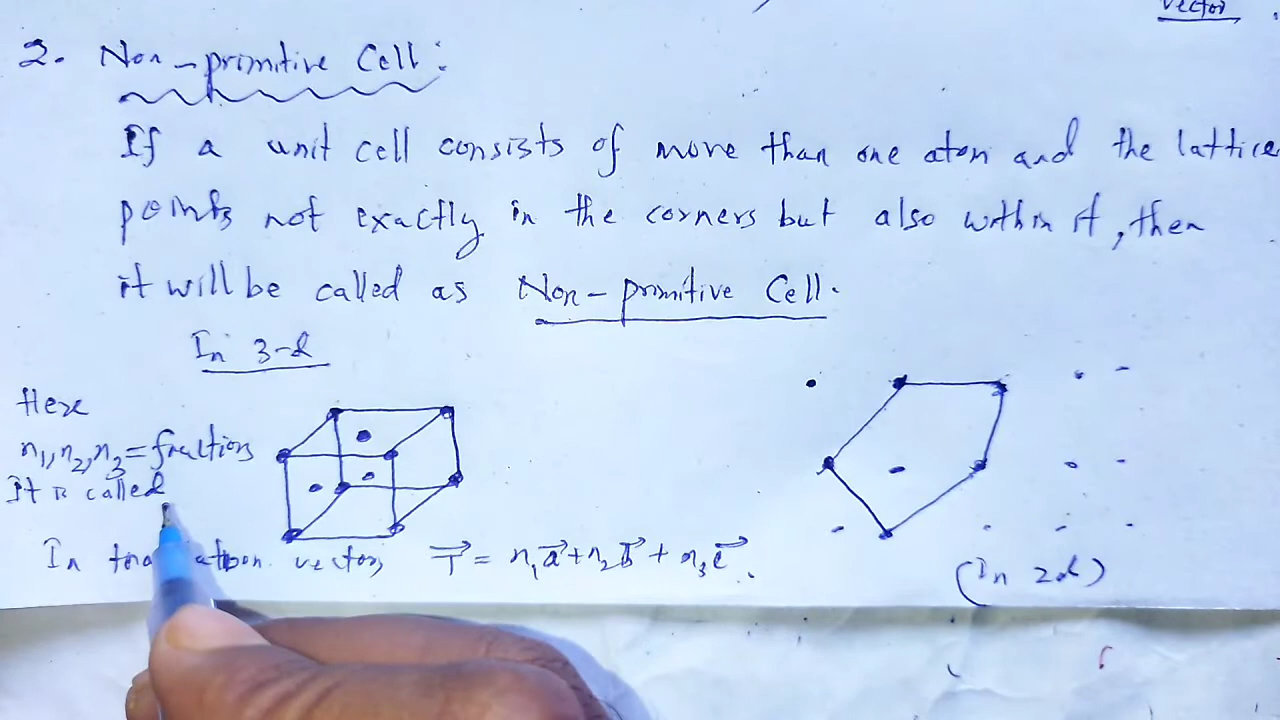 vector
2. Non-primitive Cell:
If a unit cell consists of more than one atom and the lattice
points not exactly in the corners but also within it, then
it will be called as Non-primitive Cell.
In 3-d
Here
n₁, n₂, n₃ = fractions
It is called
In vector, T⃗ = n₁a⃗ + n₂b⃗ + n₃c⃗.
(In 2d)